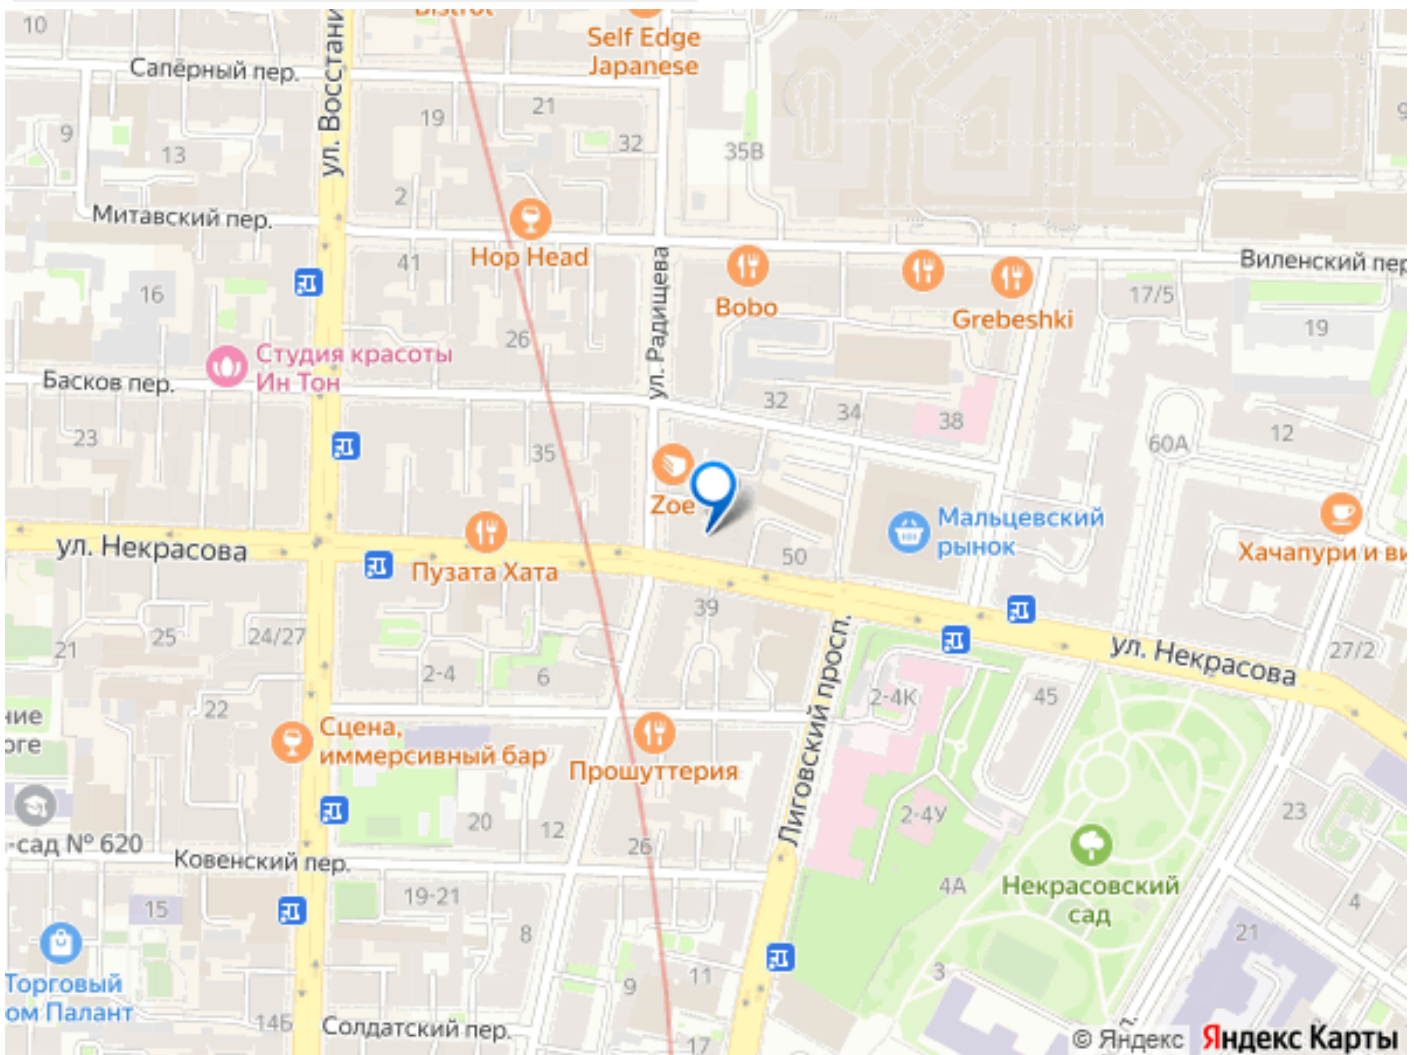 Bistrot
10
Self Edge
Japanese
Сапёрный пер.
ул. Восстани
21
19
9
9
32
13
35В
2
Митавский пер.
Hop Head
41
ул. Радищева
Bobo
Grebeshki
Виленский пер
17/5
16
19
26
Студия красоты
Ин Тон
Басков пер.
32
34
38
23
35
60А
12
Zoe
Мальцевский
рынок
ул. Некрасова
Пузата Хата
50
Хачапури и ви
39
21
25
24/27
2-4
6
Лиговский просп.
ул. Некрасова
27/2
2-4К
45
22
ние
оге
Сцена,
иммерсивный бар
Прошуттерия
2-4У
23
20
12
26
-сад № 620
Ковенский пер.
4А
Некрасовский
сад
19-21
15
4
8
21
Торговый
ом Палант
3
11
9
14Б
Солдатский пер.
17
© Яндекс Яндекс Карты